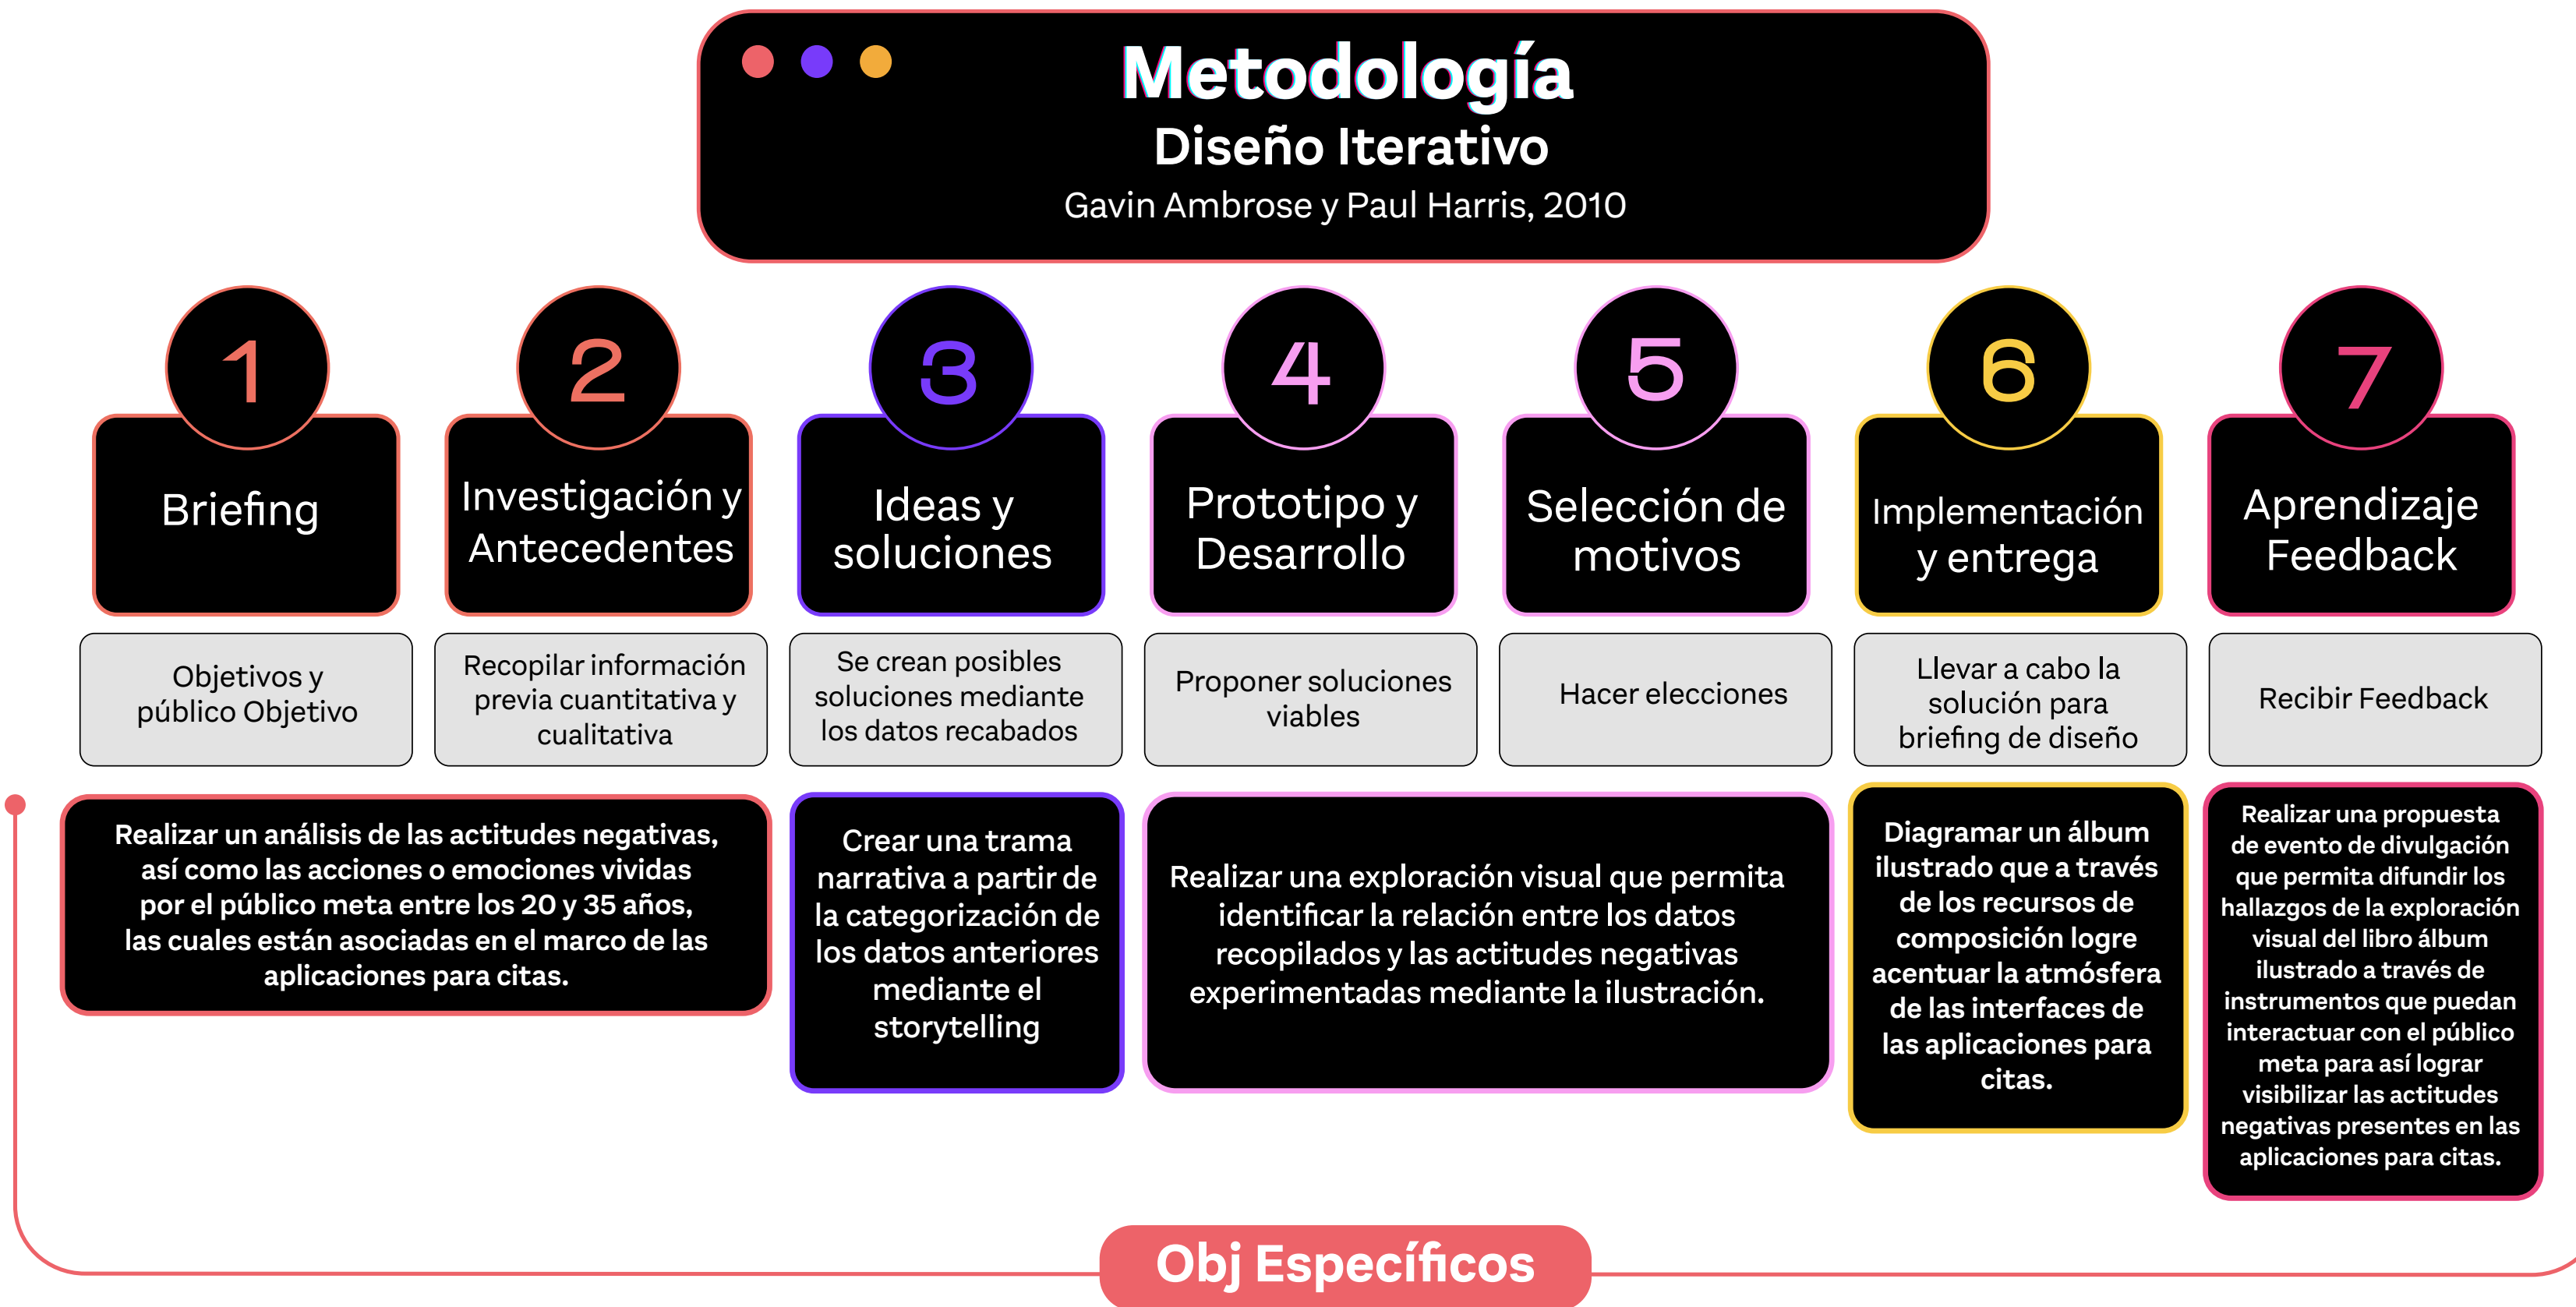 Metodología
Diseño Iterativo
Gavin Ambrose y Paul Harris, 2010
1
Briefing
Objetivos y
público Objetivo
2
Investigación y
Antecedentes
Recopilar información
previa cuantitativa y
cualitativa
Realizar un análisis de las actitudes negativas,
así como las acciones o emociones vividas
por el público meta entre los 20 y 35 años,
las cuales están asociadas en el marco de las
aplicaciones para citas.
3
Ideas y
soluciones
Se crean posibles
soluciones mediante
los datos recabados
Crear una trama
narrativa a partir de
la categorización de
los datos anteriores
mediante el
storytelling
4
Prototipo y
Desarrollo
Proponer soluciones
viables
5
Selección de
motivos
Hacer elecciones
Realizar una exploración visual que permita
identificar la relación entre los datos
recopilados y las actitudes negativas
experimentadas mediante la ilustración.
6
Implementación
y entrega
Llevar a cabo la
solución para
briefing de diseño
Diagramar un álbum
ilustrado que a través
de los recursos de
composición logre
acentuar la atmósfera
de las interfaces de
las aplicaciones para
citas.
7
Aprendizaje
Feedback
Recibir Feedback
Realizar una propuesta
de evento de divulgación
que permita difundir los
hallazgos de la exploración
visual del libro álbum
ilustrado a través de
instrumentos que puedan
interactuar con el público
meta para así lograr
visibilizar las actitudes
negativas presentes en las
aplicaciones para citas.
Obj Específicos